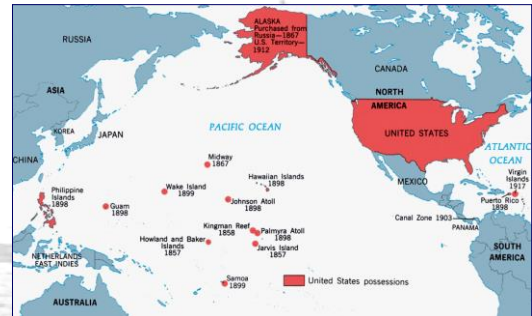 ALASKA
Purchased from
Russia—1867
U.S. Territory—
1912
RUSSIA
CANADA
ASIA
NORTH
AMERICA
KOREA
JAPAN
PACIFIC OCEAN
UNITED STATES
ATLANTIC
OCEAN
CHINA
Midway
1867
MEXICO
Virgin
Islands
1917
Hawaiian Islands
1898
Philippine
Islands
1898
Wake Island
1899
Johnson Atoll
1898
Puerto Rico
1898
Guam
1898
Canal Zone 1903
PANAMA
Kingman Reef
1858
Palmyra Atoll
1898
Howland and Baker
Islands
1857
Jarvis Island
1857
NETHERLANDS
EAST INDIES
SOUTH
AMERICA
Samoa
1899
United States possessions
AUSTRALIA